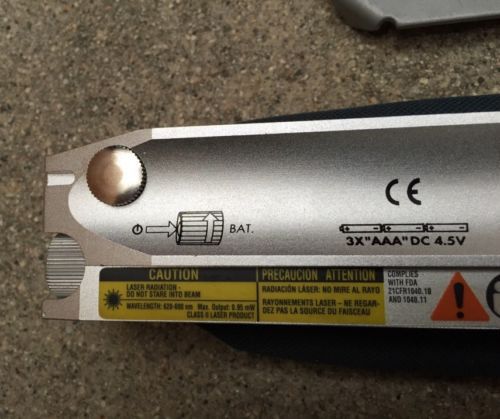 CE
BAT.
3X"AAA" DC 4.5V
CAUTION
LASER RADIATION -
DO NOT STARE INTO BEAM
WAVELENGTH: 620-690 nm Max. Output: 0.95 mW
CLASS II LASER PRODUCT
PRECAUCION ATTENTION
RADIACIÓN LÁSER: NO MIRE AL RAYO
RAYONNEMENTS LASER - NE REGAR-
DEZ PAS LA SOURCE DU FAISCEAU
COMPLIES
WITH FDA
21CFR1040.10
AND 1040.11